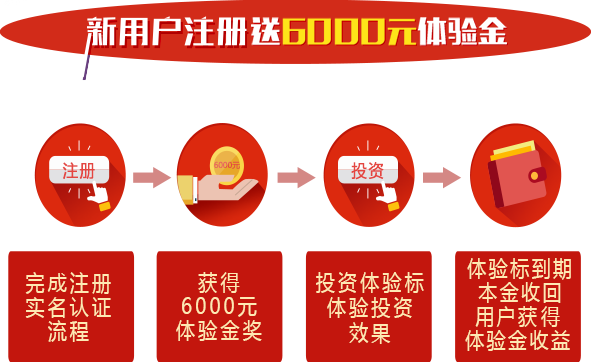 新用户注册送6000元体验金
注册
6000元
投资
完成注册
实名认证
流程
获得
6000元
体验金奖
投资体验标
体验投资
效果
体验标到期
本金收回
用户获得
体验金收益